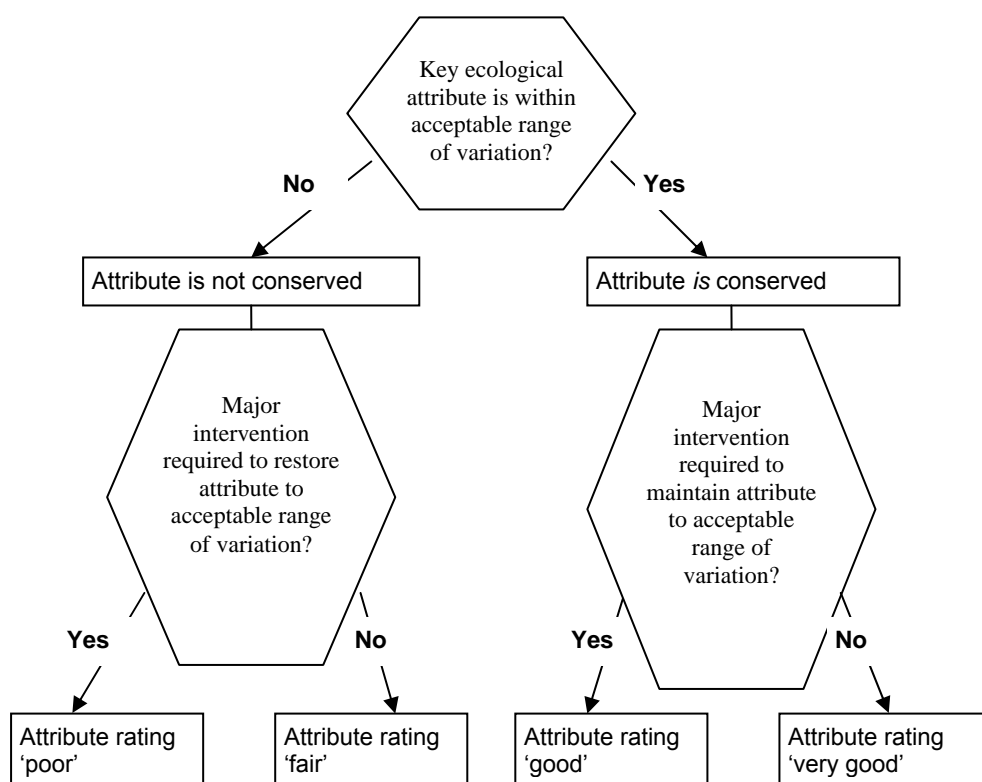 Key ecological
attribute is within
acceptable range
of variation?
No
Yes
Attribute is not conserved
Attribute is conserved
Major
intervention
required to restore
attribute to
acceptable range
of variation?
Major
intervention
required to
maintain attribute
to acceptable
range of
variation?
Yes
No
Yes
No
Attribute rating
‘poor’
Attribute rating
‘fair’
Attribute rating
‘good’
Attribute rating
‘very good’